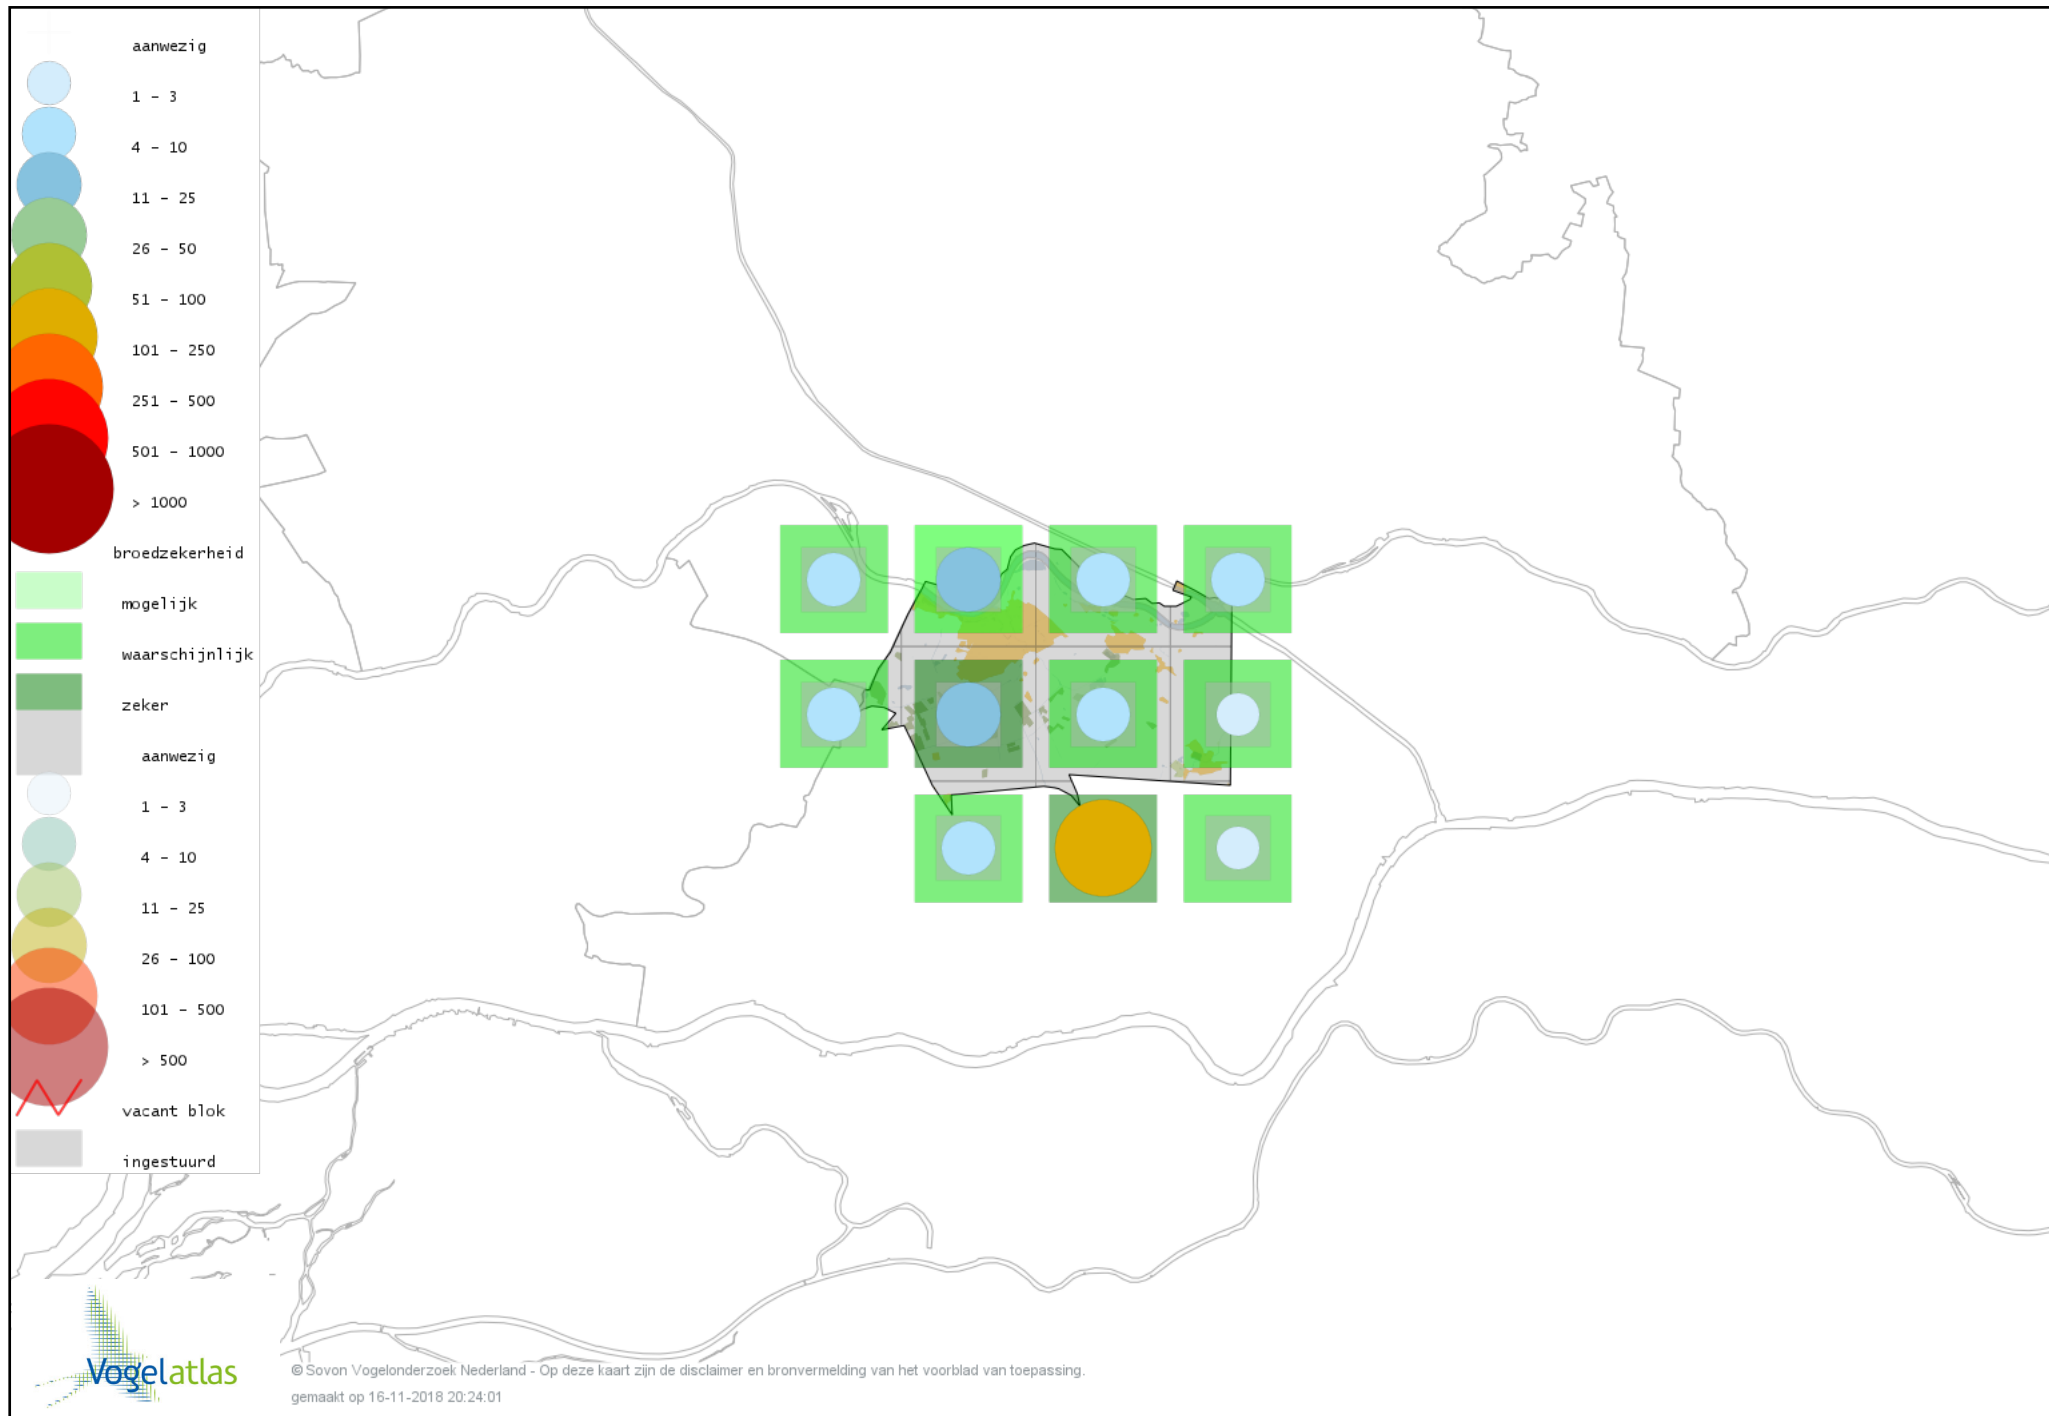 aanwezig
1 - 3
4 - 10
11 - 25
26 - 50
51 - 100
101 - 250
251 - 500
501 - 1000
> 1000
broedzekerheid
mogelijk
waarschijnlijk
zeker
aanwezig
1 - 3
4 - 10
11 - 25
26 - 100
101 - 500
> 500
vacant blok
ingestuurd
Vogelatlas
© Sovon Vogelonderzoek Nederland - Op deze kaart zijn de disclaimer en bronvermelding van het voorblad van toepassing.
gemaakt op 16-11-2018 20:24:01